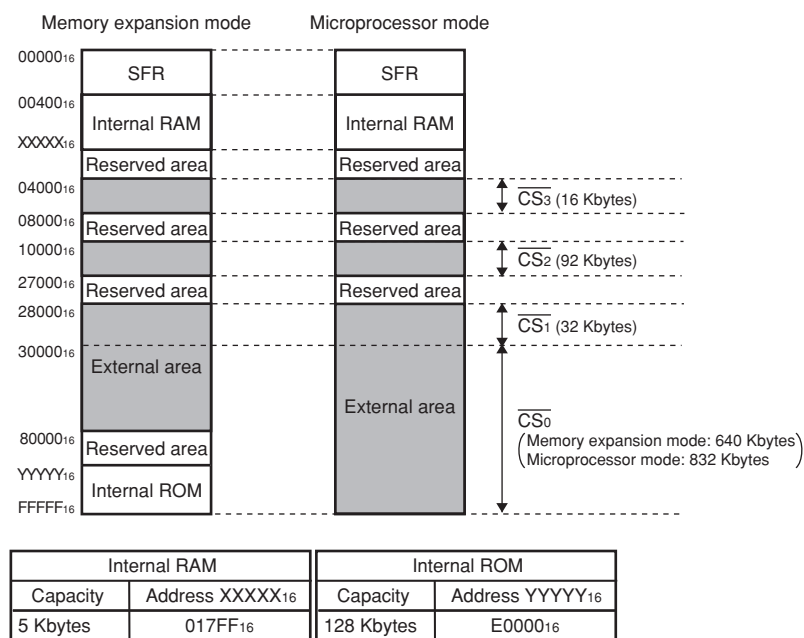 Memory expansion mode Microprocessor mode
00000₁₆
SFR SFR
00400₁₆
Internal RAM Internal RAM
XXXXX₁₆
Reserved area Reserved area
04000₁₆
CS3 (16 Kbytes)
08000₁₆
Reserved area Reserved area
10000₁₆
CS2 (92 Kbytes)
27000₁₆
Reserved area Reserved area
28000₁₆
CS1 (32 Kbytes)
30000₁₆
External area
External area
CS0
(Memory expansion mode: 640 Kbytes
Microprocessor mode: 832 Kbytes)
80000₁₆
Reserved area
YYYYY₁₆
Internal ROM
FFFFF₁₆
Internal RAM Internal ROM
Capacity Address XXXXX₁₆ Capacity Address YYYYY₁₆
5 Kbytes 017FF₁₆ 128 Kbytes E0000₁₆